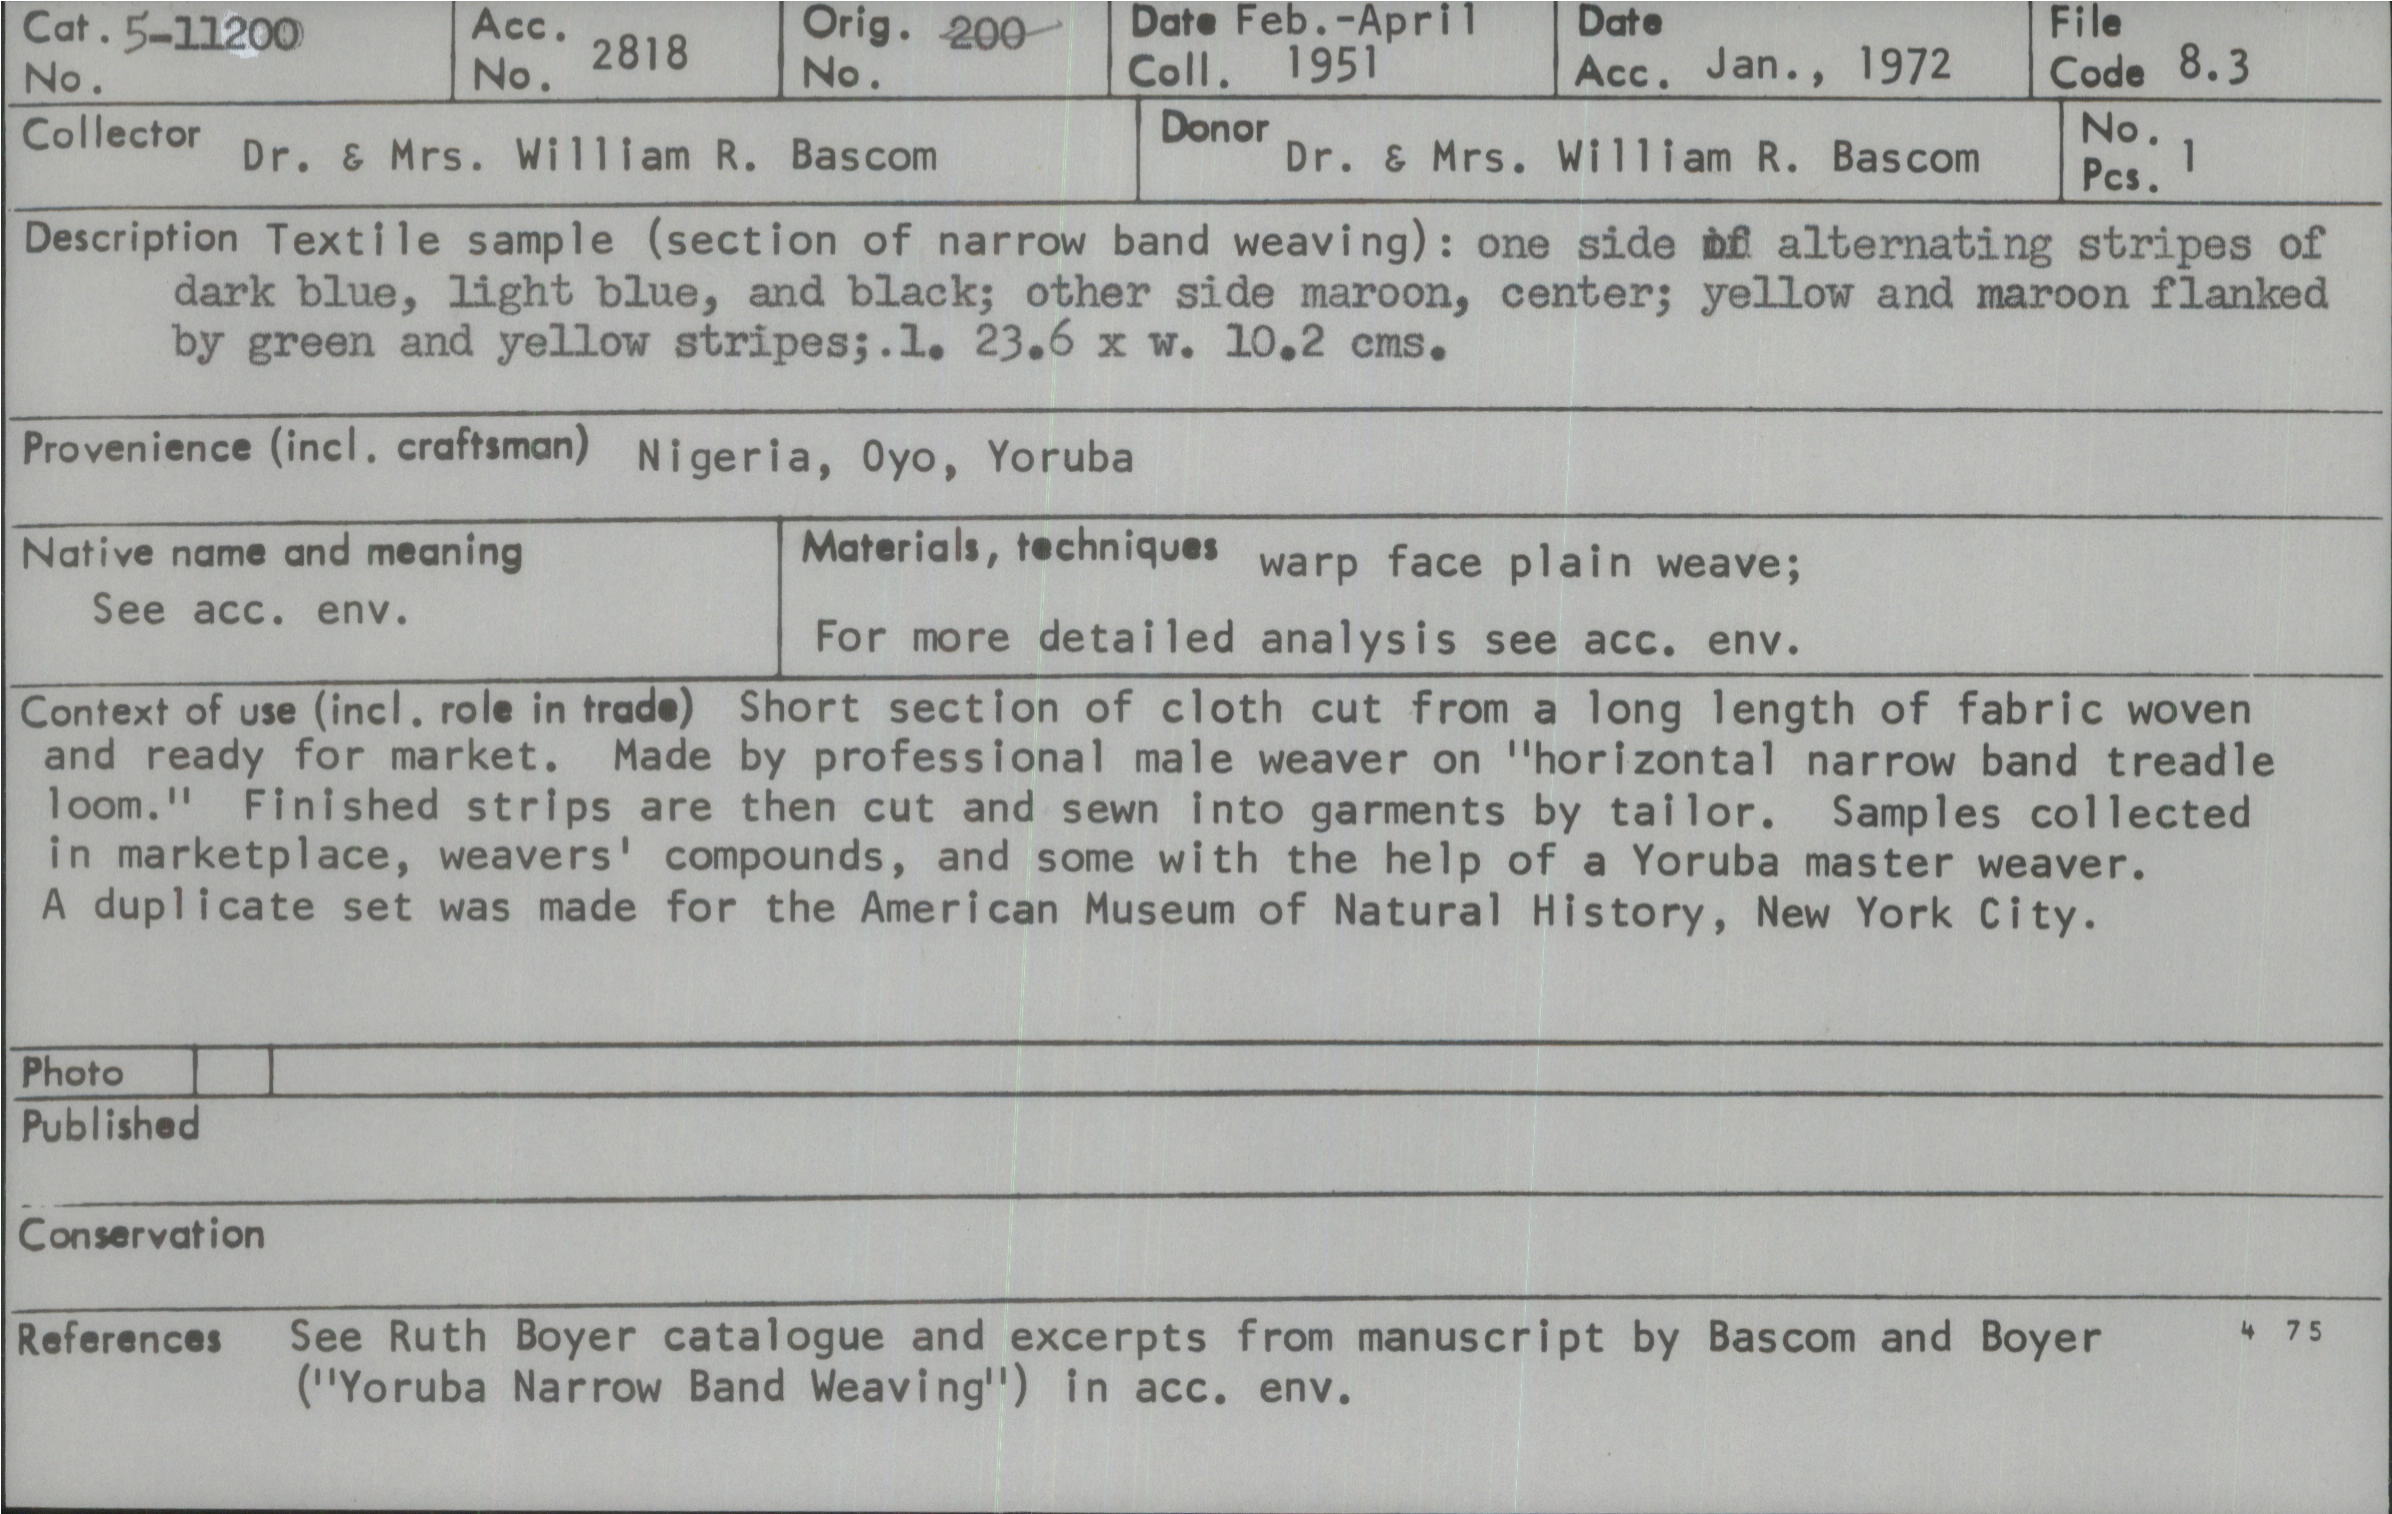 Cat. No. 5-11200
Acc. No. 2818
Orig. No. 200
Date Coll. Feb.-April 1951
Date Acc. Jan., 1972
File Code 8.3
Collector Dr. & Mrs. William R. Bascom
Donor Dr. & Mrs. William R. Bascom
No. Pcs. 1
Description Textile sample (section of narrow band weaving): one side of alternating stripes of
dark blue, light blue, and black; other side maroon, center; yellow and maroon flanked
by green and yellow stripes;.l. 23.6 x w. 10.2 cms.
Provenience (incl. craftsman) Nigeria, Oyo, Yoruba
Native name and meaning
See acc. env.
Materials, techniques warp face plain weave;
For more detailed analysis see acc. env.
Context of use (incl. role in trade) Short section of cloth cut from a long length of fabric woven
and ready for market. Made by professional male weaver on "horizontal narrow band treadle
loom." Finished strips are then cut and sewn into garments by tailor. Samples collected
in marketplace, weavers' compounds, and some with the help of a Yoruba master weaver.
A duplicate set was made for the American Museum of Natural History, New York City.
Photo
Published
Conservation
References See Ruth Boyer catalogue and excerpts from manuscript by Bascom and Boyer 4 75
("Yoruba Narrow Band Weaving") in acc. env.